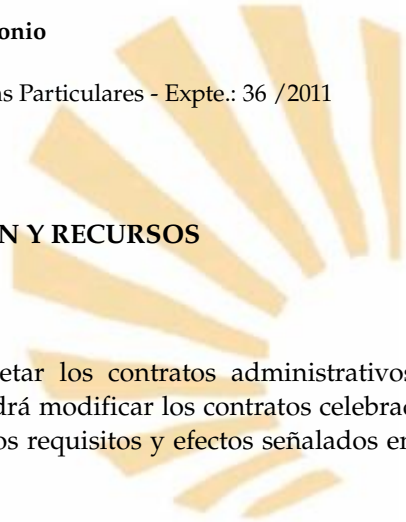 onio
s Particulares - Expte.: 36 /2011
N Y RECURSOS
etar los contratos administrativos
drá modificar los contratos celebrad
os requisitos y efectos señalados en